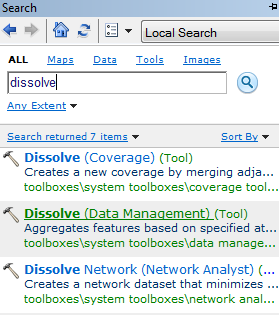 Search
Local Search
ALL Maps Data Tools Images
dissolve
Any Extent
Search returned 7 items Sort By
Dissolve (Coverage) (Tool)
Creates a new coverage by merging adja...
toolboxes\system toolboxes\coverage tool...
Dissolve (Data Management) (Tool)
Aggregates features based on specified at...
toolboxes\system toolboxes\data manage...
Dissolve Network (Network Analyst) (...
Creates a network dataset that minimizes ...
toolboxes\system toolboxes\network anal...